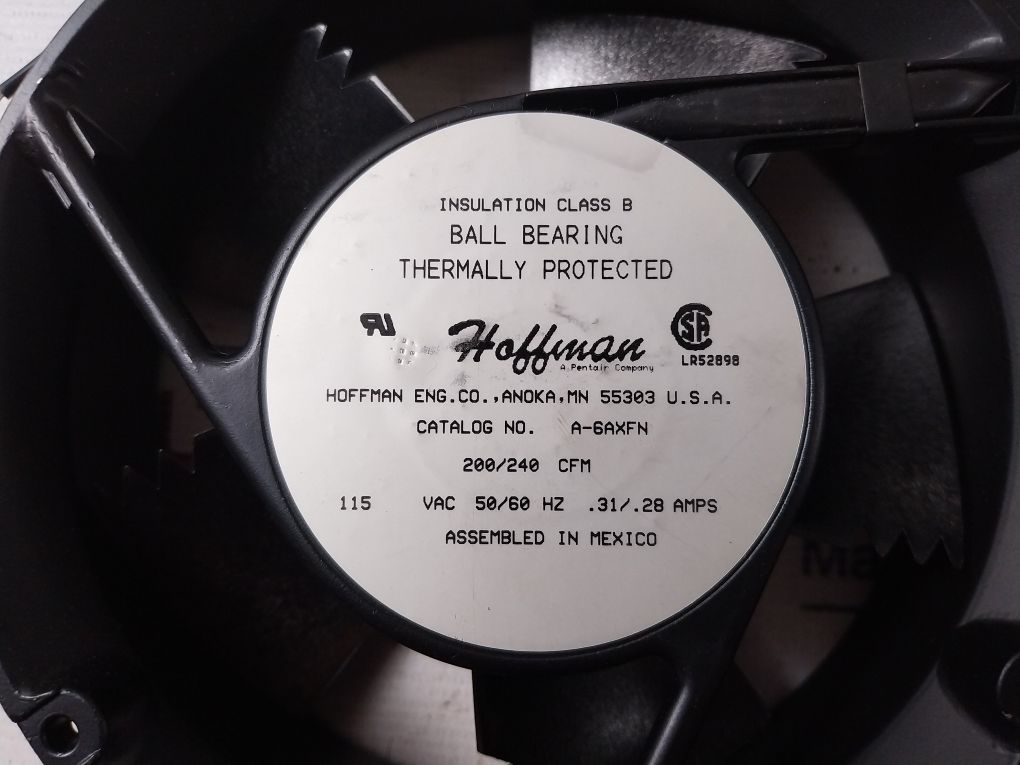 INSULATION CLASS B
BALL BEARING
THERMALLY PROTECTED
Hoffman
A Pentair Company
LR52898
HOFFMAN ENG.CO.,ANOKA,MN 55303 U.S.A.
CATALOG NO. A-6AXFN
200/240 CFM
115 VAC 50/60 HZ .31/.28 AMPS
ASSEMBLED IN MEXICO